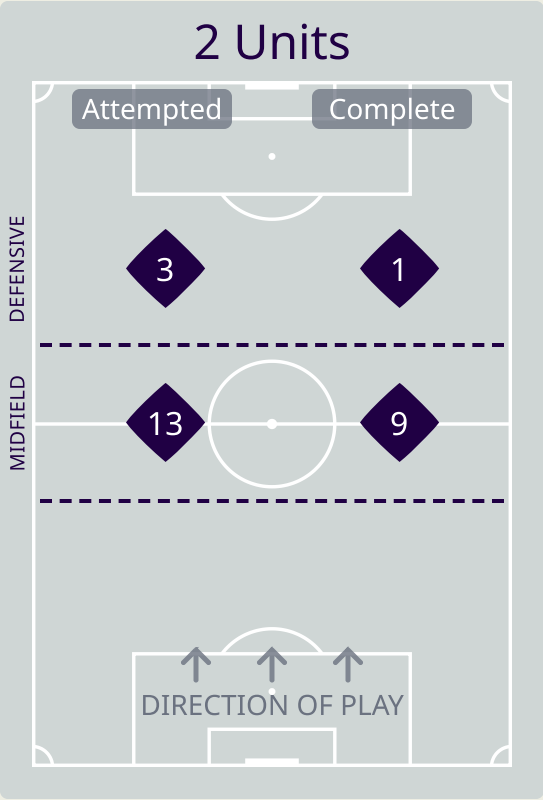 2 Units
Attempted Complete
DEFENSIVE
3 1
MIDFIELD
13 9
DIRECTION OF PLAY